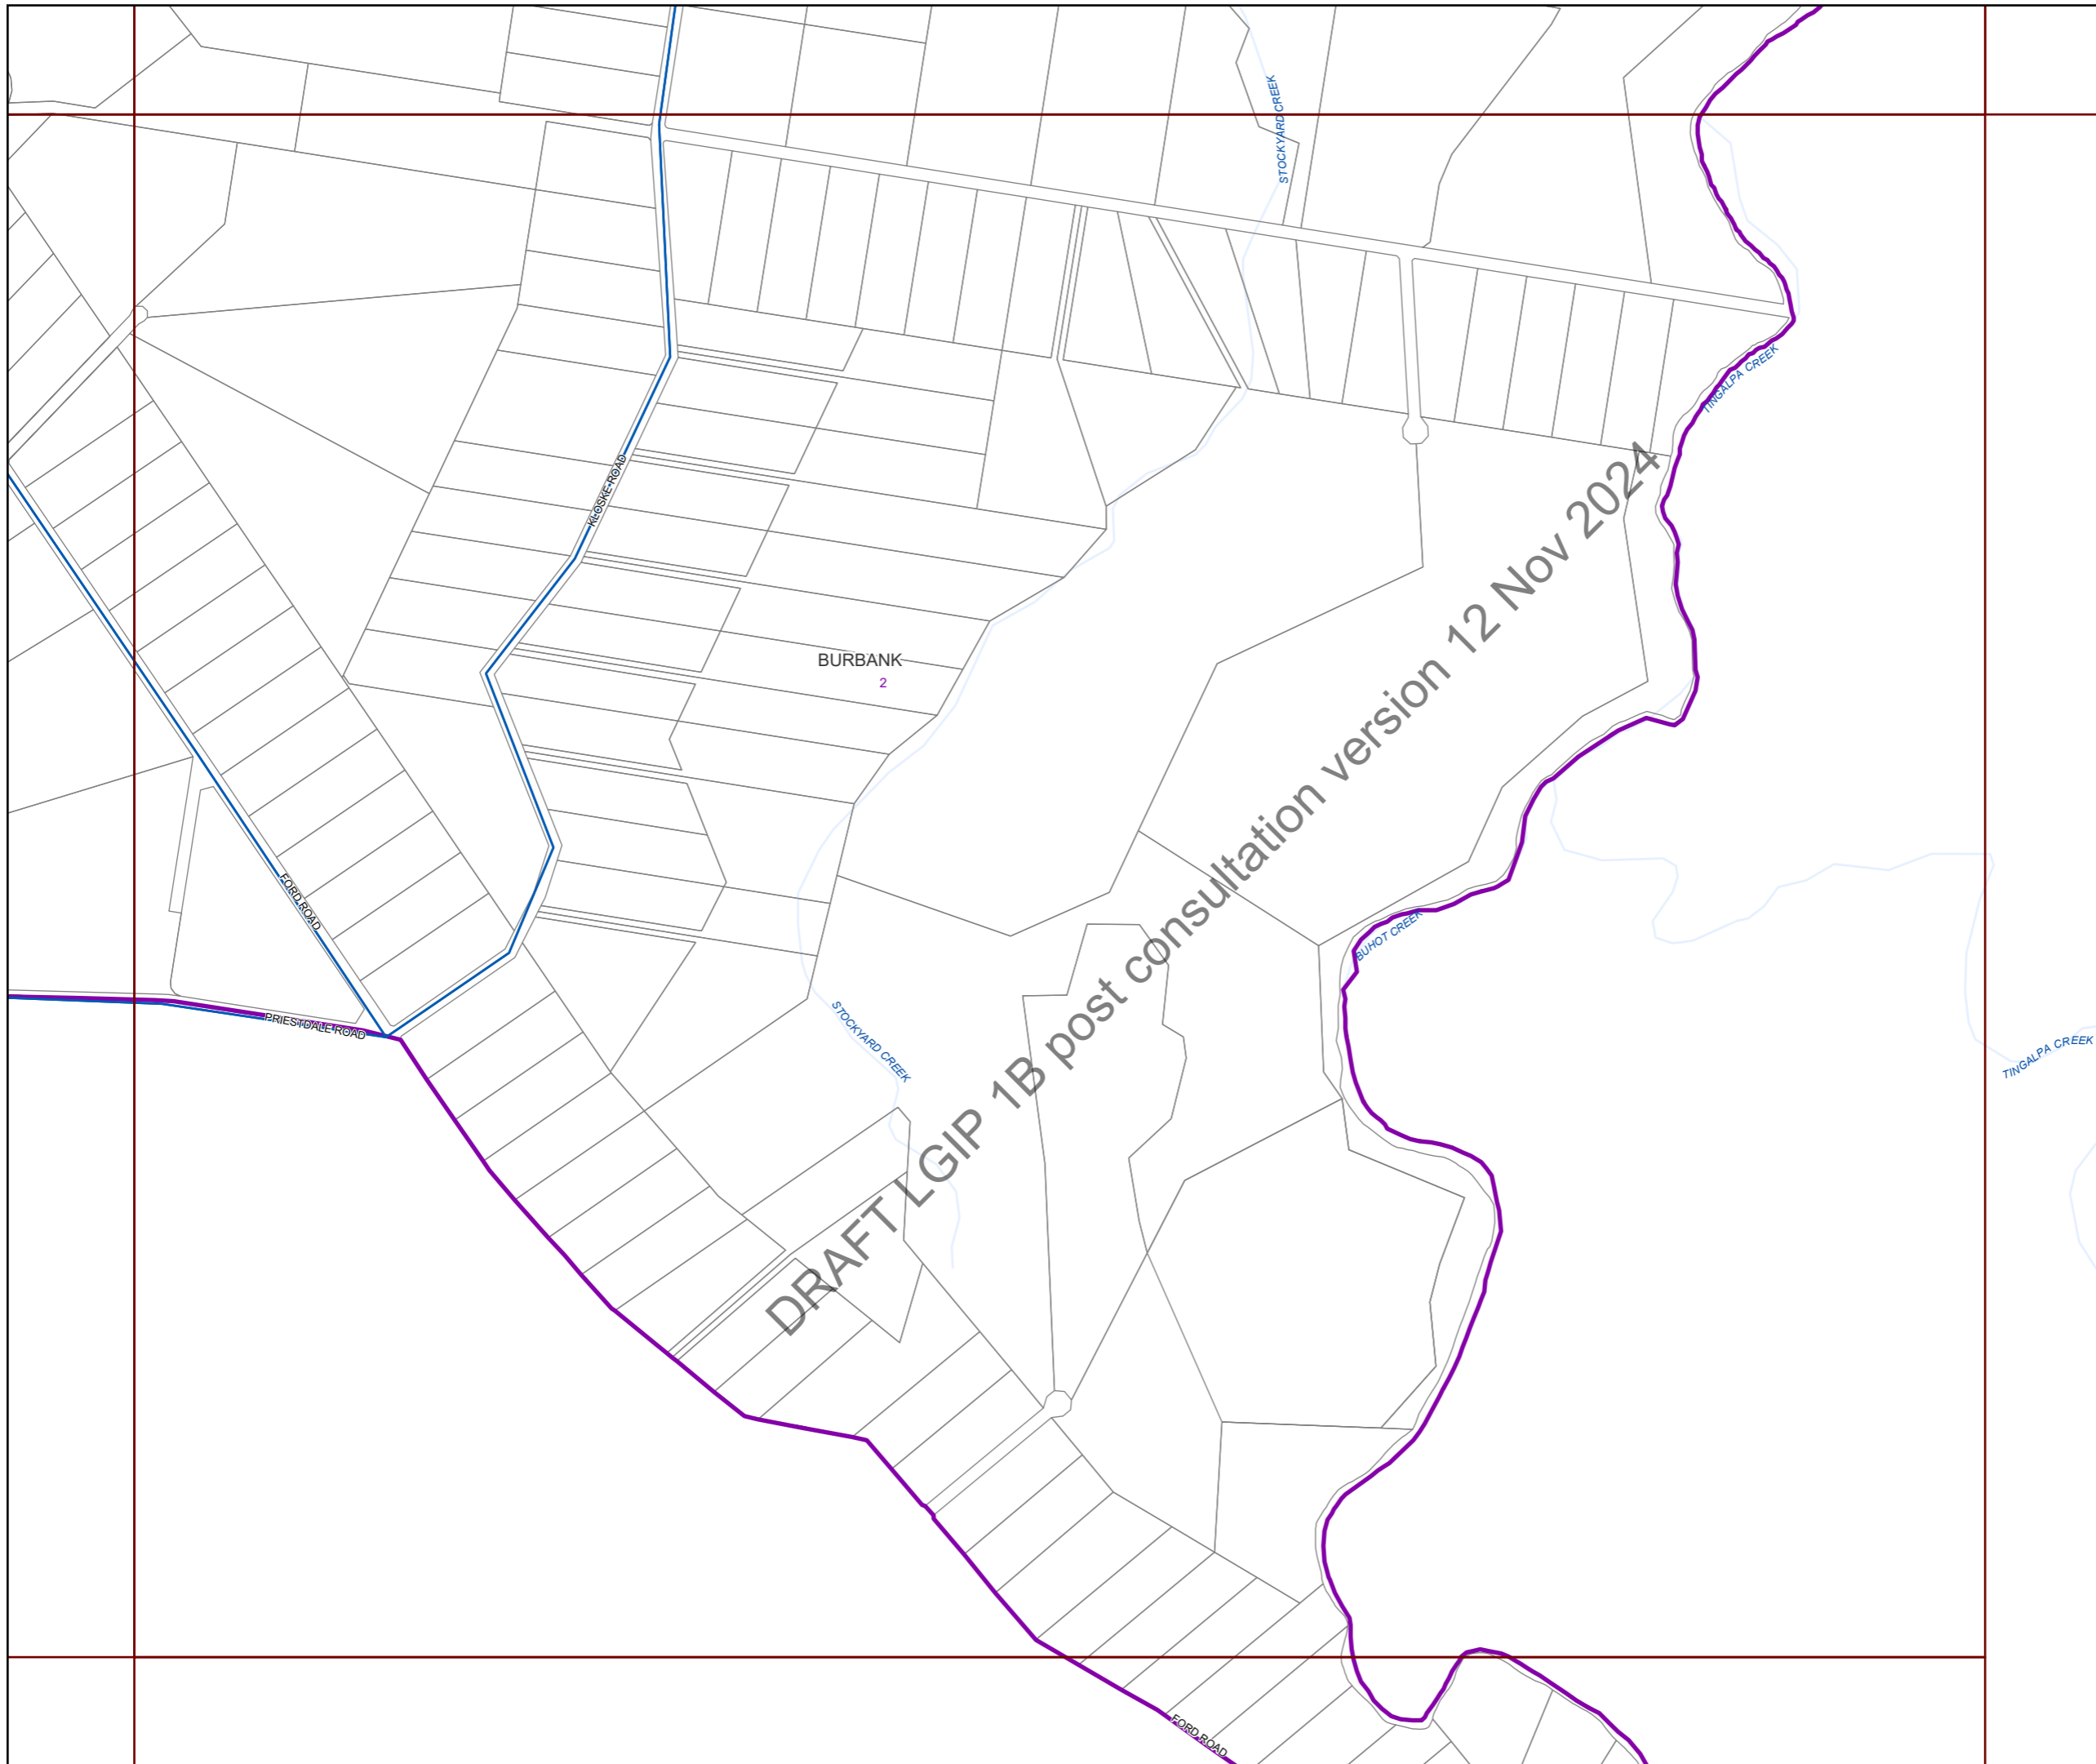 STOCKYARD CREEK
TINGALPA CREEK
KLOSKE ROAD
DRAFT LGIP 1B post consultation version 12 Nov 2024
BURBANK
2
FORD ROAD
BUHOT CREEK
PRIESTDALE ROAD
STOCKYARD CREEK
TINGALPA CREEK
FORD ROAD